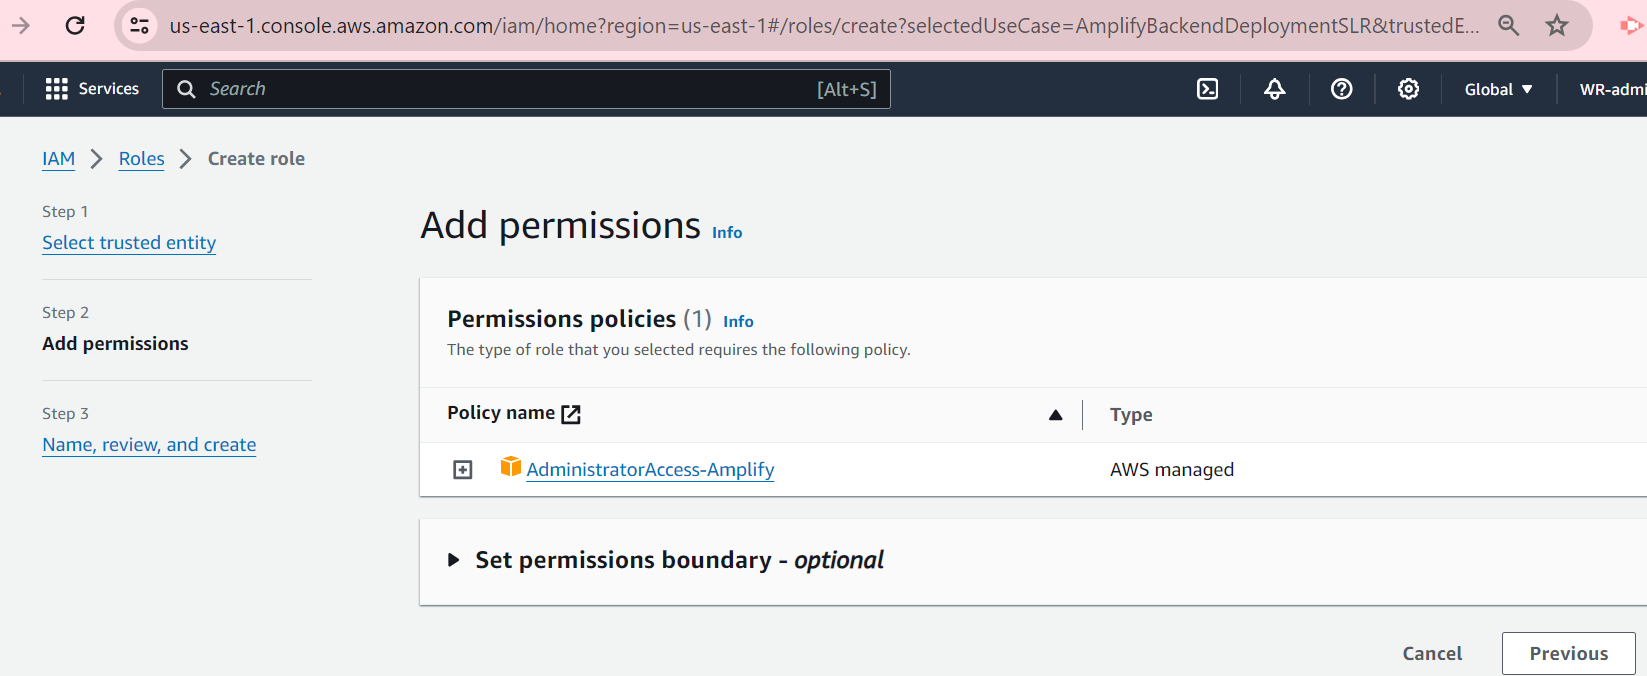 us-east-1.console.aws.amazon.com/iam/home?region=us-east-1#/roles/create?selectedUseCase=AmplifyBackendDeploymentSLR&trustedE...
Services Search [Alt+S] Global ▼ WR-admi
IAM > Roles > Create role
Step 1
Select trusted entity
Step 2
Add permissions
Step 3
Name, review, and create
Add permissions Info
Permissions policies (1) Info
The type of role that you selected requires the following policy.
Policy name Type
AdministratorAccess-Amplify AWS managed
Set permissions boundary - optional
Cancel Previous